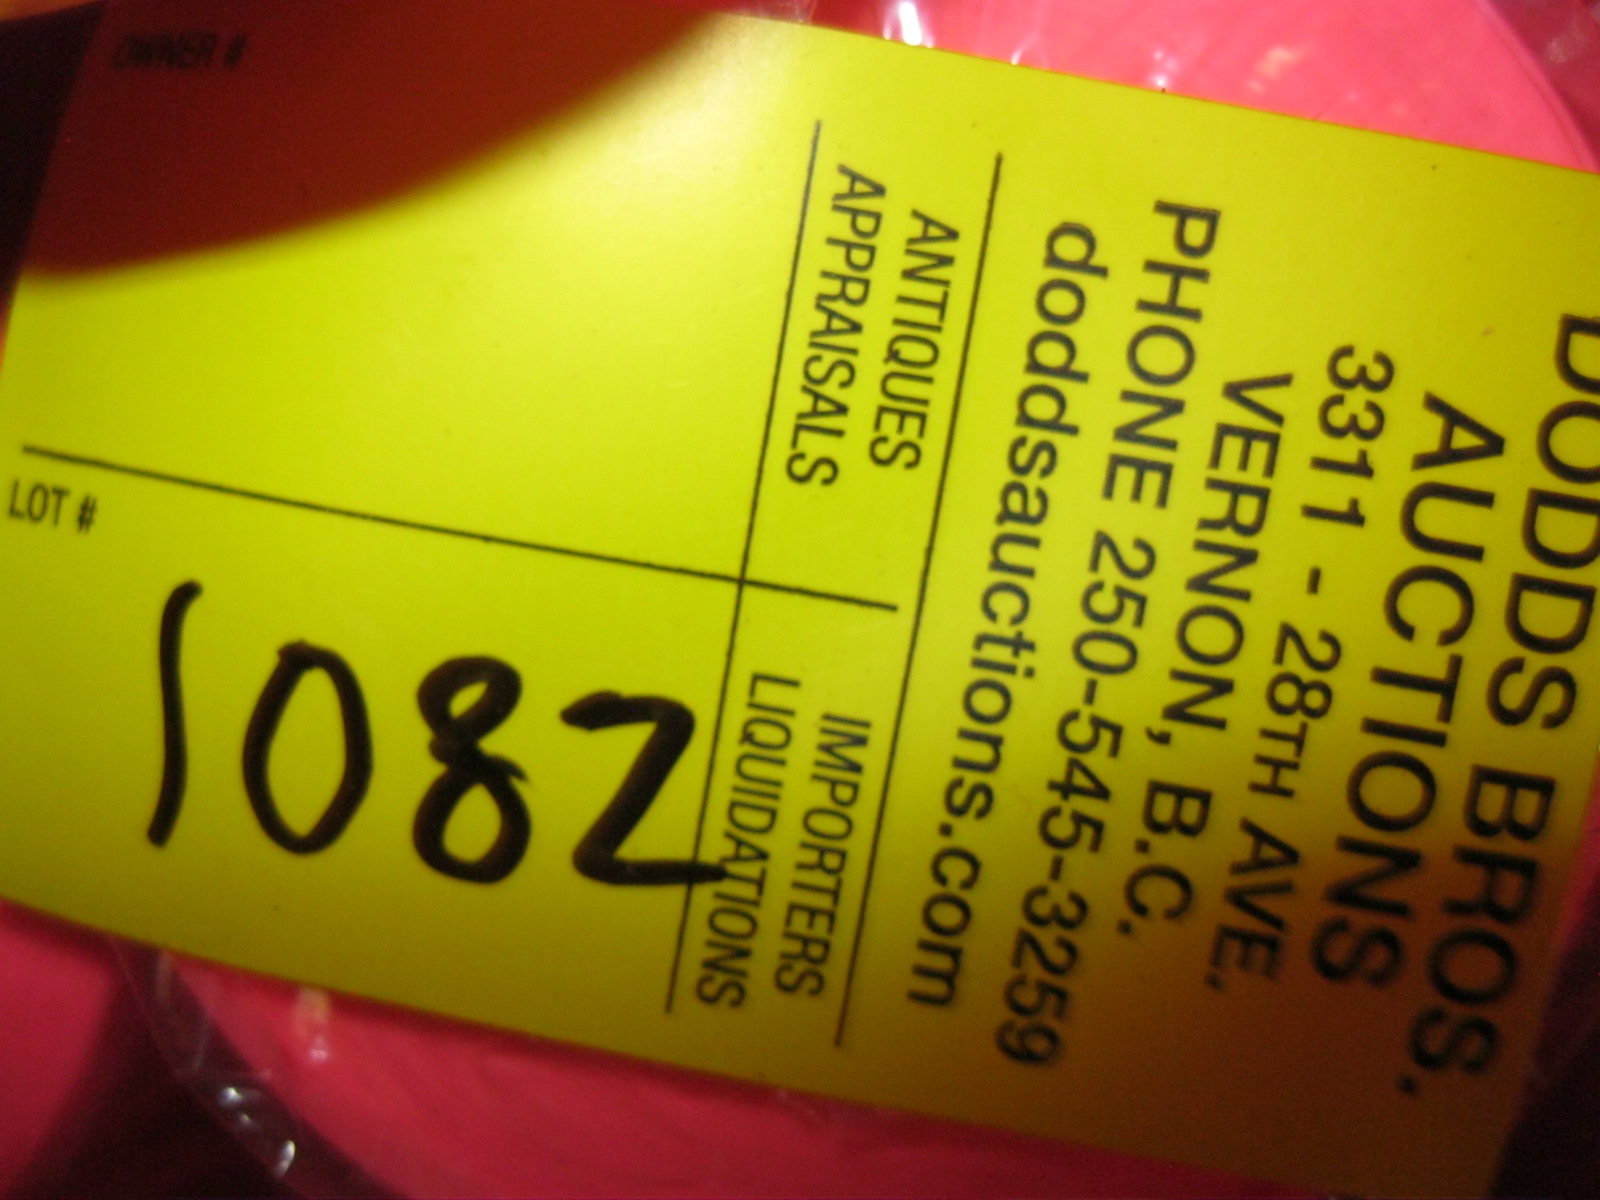 DODDS BROS.
AUCTIONS
3311 - 28TH AVE.
VERNON, B.C.
PHONE 250-545-3259
doddsauctions.com
ANTIQUES
APPRAISALS
IMPORTERS
LIQUIDATIONS
OWNER #
LOT #
1082